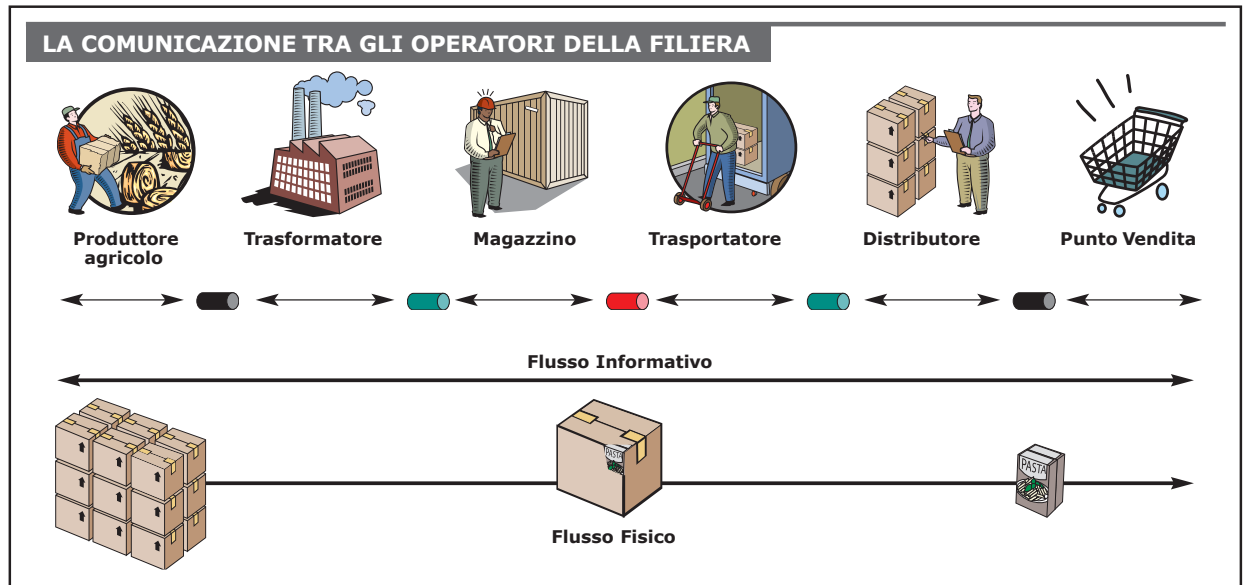 LA COMUNICAZIONE TRA GLI OPERATORI DELLA FILIERA
Produttore
agricolo
Trasformatore
Magazzino
Trasportatore
Distributore
Punto Vendita
Flusso Informativo
PASTA
PASTA
Flusso Fisico